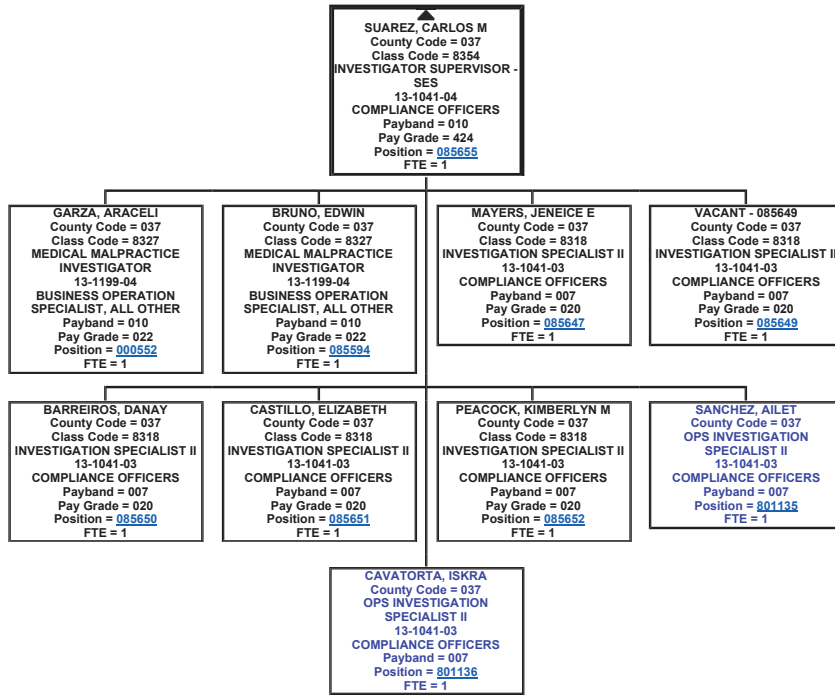 SUAREZ, CARLOS M
County Code = 037
Class Code = 8354
INVESTIGATOR SUPERVISOR -
SES
13-1041-04
COMPLIANCE OFFICERS
Payband = 010
Pay Grade = 424
Position = 085655
FTE = 1
GARZA, ARACELI
County Code = 037
Class Code = 8327
MEDICAL MALPRACTICE
INVESTIGATOR
13-1199-04
BUSINESS OPERATION
SPECIALIST, ALL OTHER
Payband = 010
Pay Grade = 022
Position = 000552
FTE = 1
BRUNO, EDWIN
County Code = 037
Class Code = 8327
MEDICAL MALPRACTICE
INVESTIGATOR
13-1199-04
BUSINESS OPERATION
SPECIALIST, ALL OTHER
Payband = 010
Pay Grade = 022
Position = 085594
FTE = 1
MAYERS, JENEICE E
County Code = 037
Class Code = 8318
INVESTIGATION SPECIALIST II
13-1041-03
COMPLIANCE OFFICERS
Payband = 007
Pay Grade = 020
Position = 085647
FTE = 1
VACANT - 085649
County Code = 037
Class Code = 8318
INVESTIGATION SPECIALIST II
13-1041-03
COMPLIANCE OFFICERS
Payband = 007
Pay Grade = 020
Position = 085649
FTE = 1
BARREIROS, DANAY
County Code = 037
Class Code = 8318
INVESTIGATION SPECIALIST II
13-1041-03
COMPLIANCE OFFICERS
Payband = 007
Pay Grade = 020
Position = 085650
FTE = 1
CASTILLO, ELIZABETH
County Code = 037
Class Code = 8318
INVESTIGATION SPECIALIST II
13-1041-03
COMPLIANCE OFFICERS
Payband = 007
Pay Grade = 020
Position = 085651
FTE = 1
PEACOCK, KIMBERLYN M
County Code = 037
Class Code = 8318
INVESTIGATION SPECIALIST II
13-1041-03
COMPLIANCE OFFICERS
Payband = 007
Pay Grade = 020
Position = 085652
FTE = 1
SANCHEZ, AILET
County Code = 037
OPS INVESTIGATION
SPECIALIST II
13-1041-03
COMPLIANCE OFFICERS
Payband = 007
Position = 801135
FTE = 1
CAVATORTA, ISKRA
County Code = 037
OPS INVESTIGATION
SPECIALIST II
13-1041-03
COMPLIANCE OFFICERS
Payband = 007
Position = 801136
FTE = 1